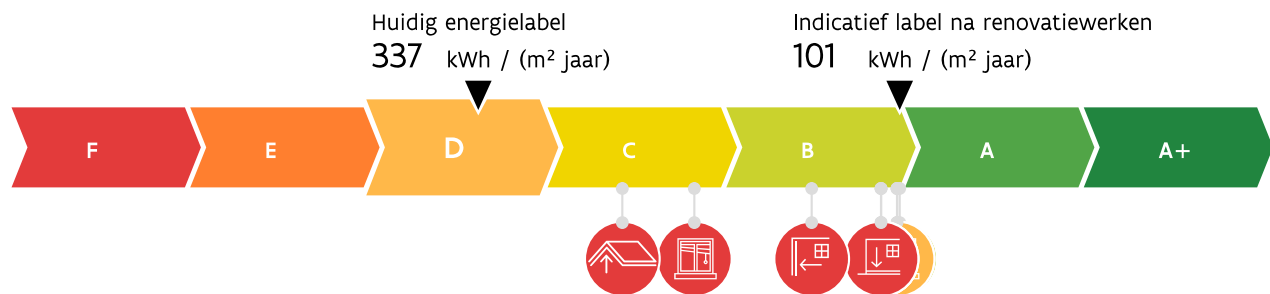 Huidig energielabel
337 kWh / (m² jaar)
Indicatief label na renovatiewerken
101 kWh / (m² jaar)
F E D C B A A+